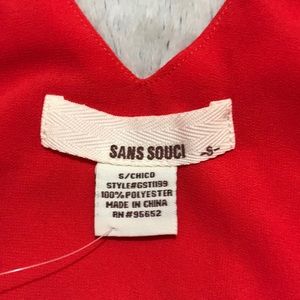 SANS SOUCI -S-
S/CHICO
STYLE#GST1199
100% POLYESTER
MADE IN CHINA
RN #95652